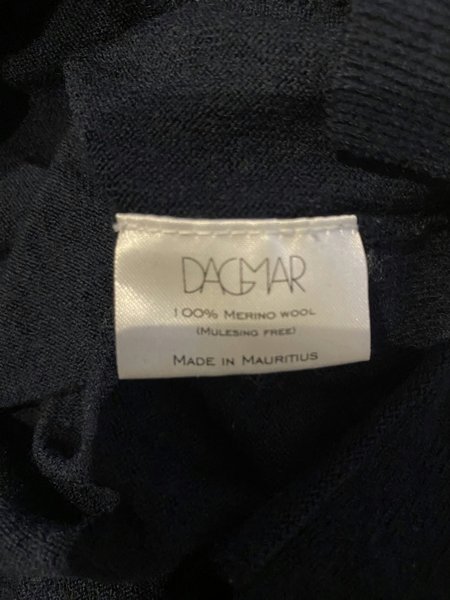 DAGMAR
100% MERINO WOOL
(MULESING FREE)
MADE IN MAURITIUS